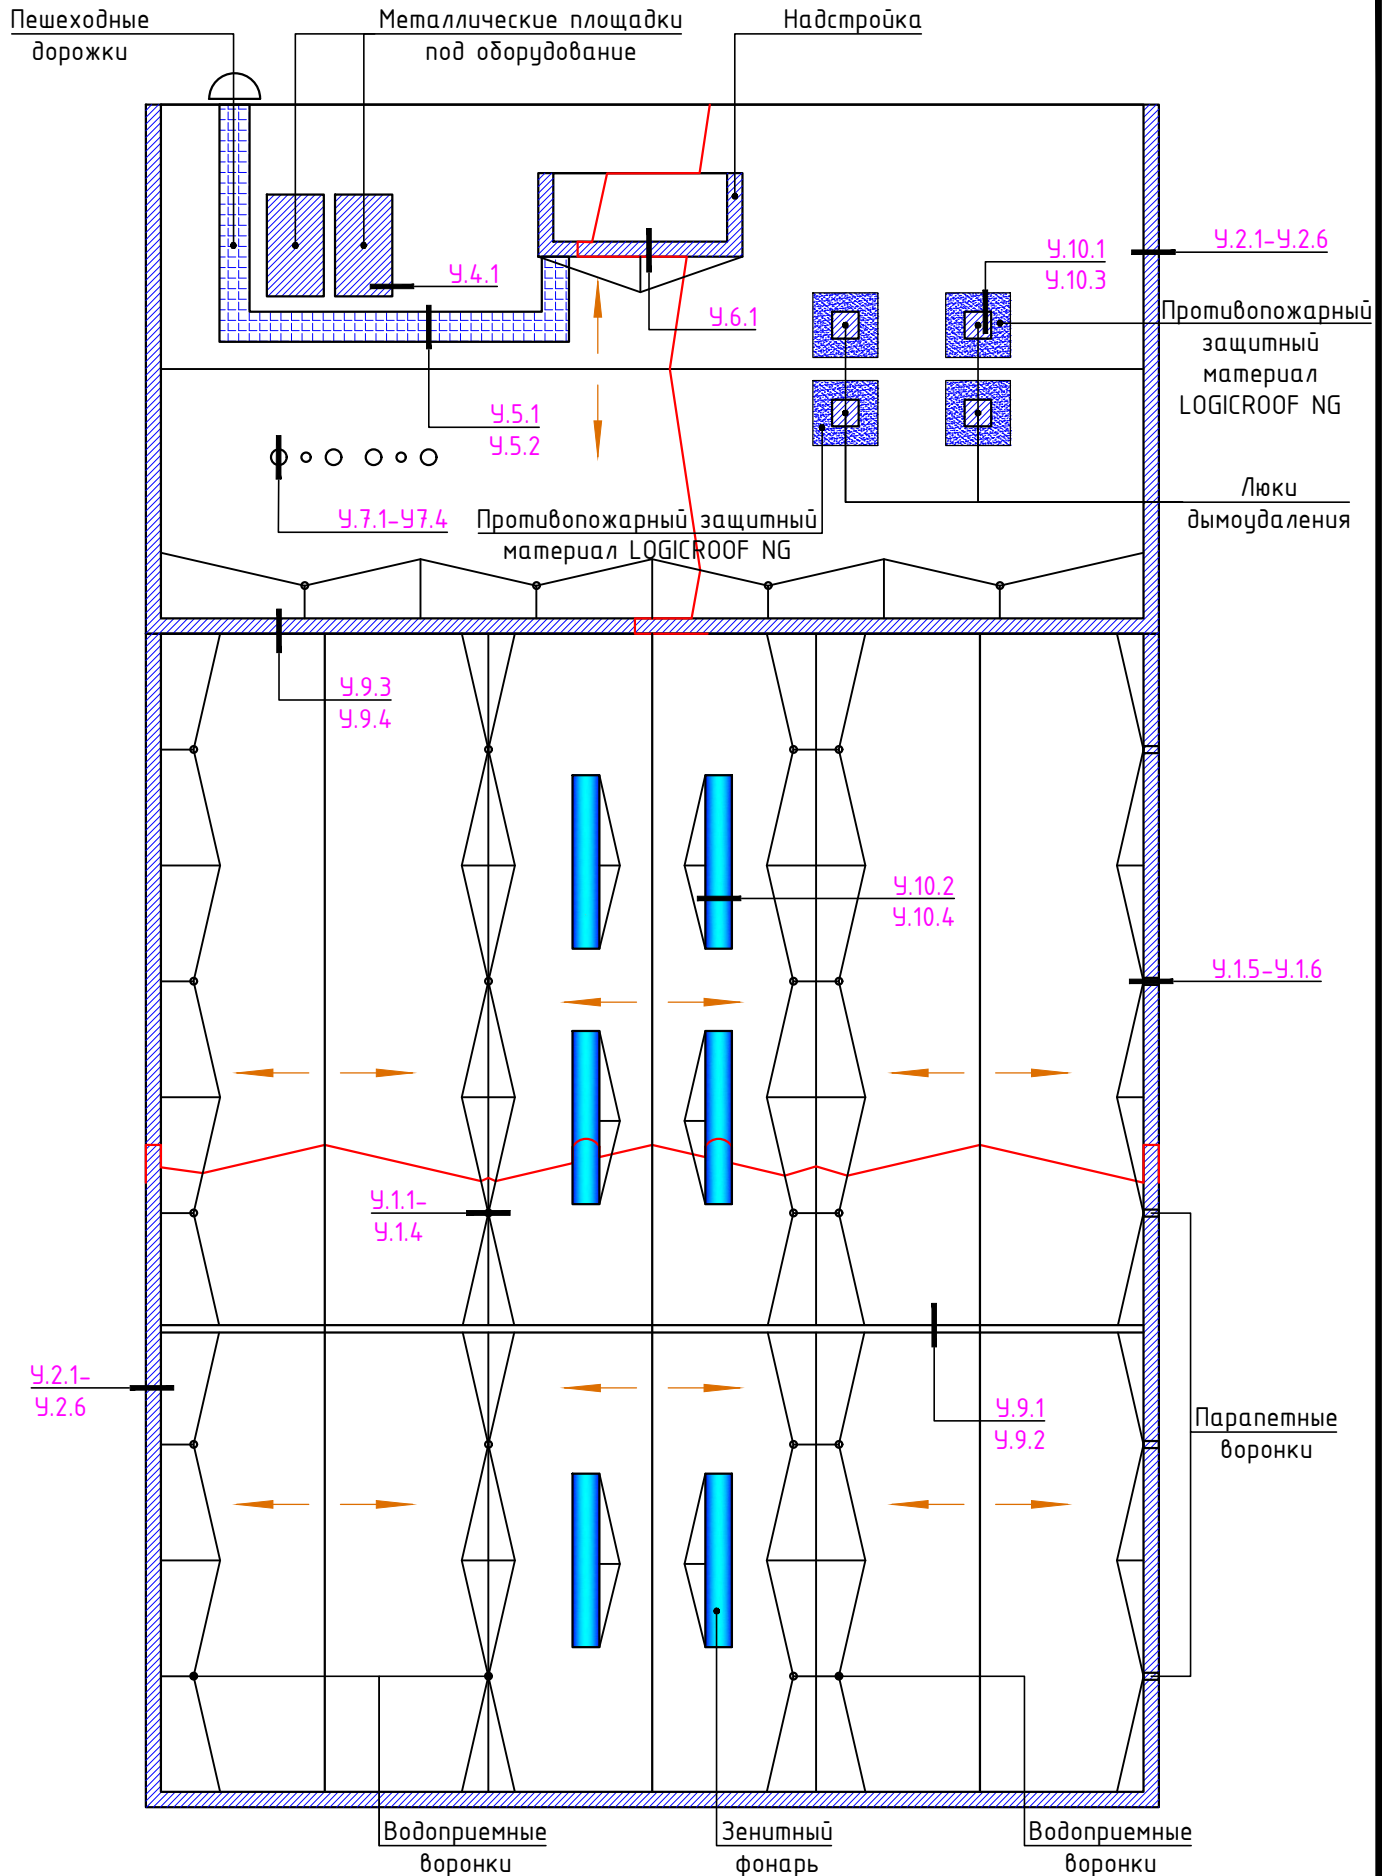 Пешеходные
дорожки
Металлические площадки
под оборудование
Надстройка
У.4.1
У.6.1
У.10.1
У.10.3
У.2.1-У.2.6
Противопожарный
защитный
материал
LOGICROOF NG
У.5.1
У.5.2
У.7.1-У7.4
Противопожарный защитный
материал LOGICROOF NG
Люки
дымоудаления
У.9.3
У.9.4
У.10.2
У.10.4
У.1.5-У.1.6
У.1.1-
У.1.4
У.2.1-
У.2.6
У.9.1
У.9.2
Парапетные
воронки
Водоприемные
воронки
Зенитный
фонарь
Водоприемные
воронки